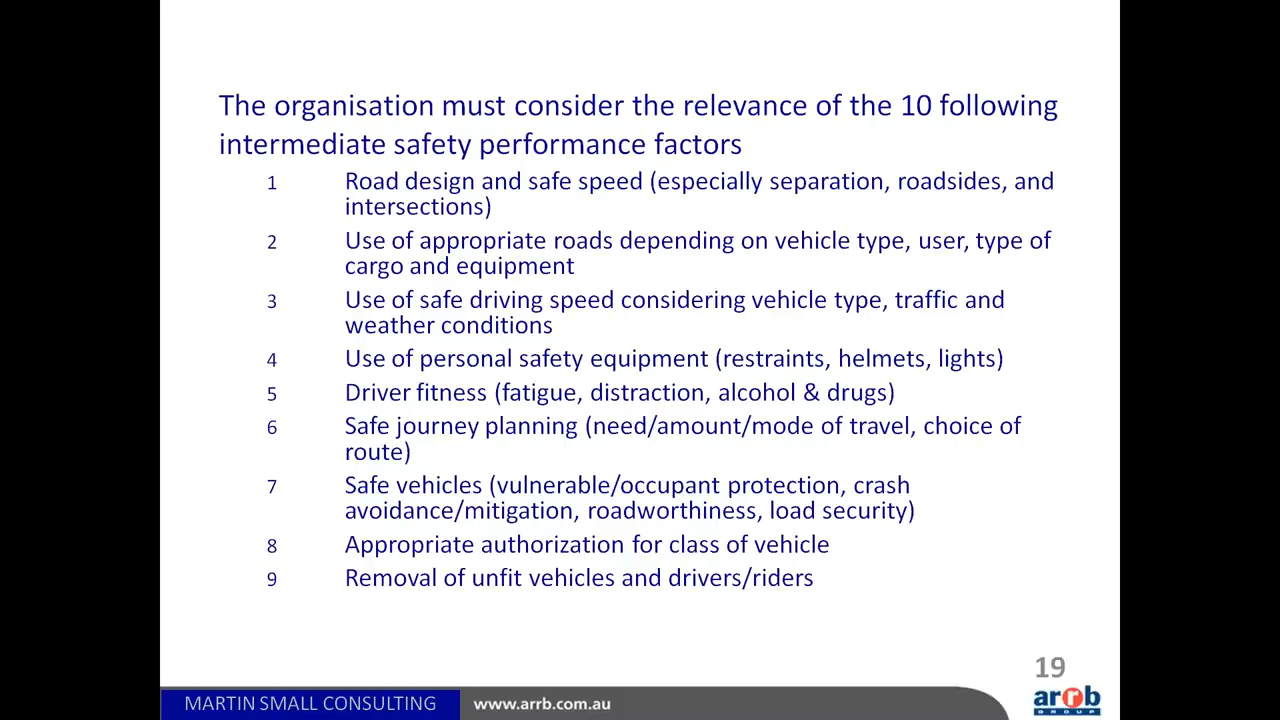 The organisation must consider the relevance of the 10 following
intermediate safety performance factors
1 Road design and safe speed (especially separation, roadsides, and
intersections)
2 Use of appropriate roads depending on vehicle type, user, type of
cargo and equipment
3 Use of safe driving speed considering vehicle type, traffic and
weather conditions
4 Use of personal safety equipment (restraints, helmets, lights)
5 Driver fitness (fatigue, distraction, alcohol & drugs)
6 Safe journey planning (need/amount/mode of travel, choice of
route)
7 Safe vehicles (vulnerable/occupant protection, crash
avoidance/mitigation, roadworthiness, load security)
8 Appropriate authorization for class of vehicle
9 Removal of unfit vehicles and drivers/riders
19
MARTIN SMALL CONSULTING
www.arrb.com.au
arrb
GROUP